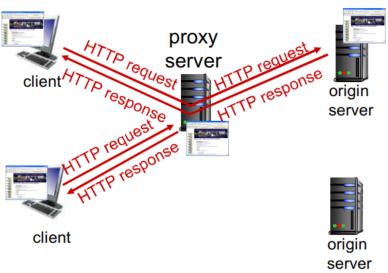 proxy
server
HTTP request
HTTP request
client
HTTP response
HTTP response
origin
server
HTTP request
HTTP response
client
origin
server